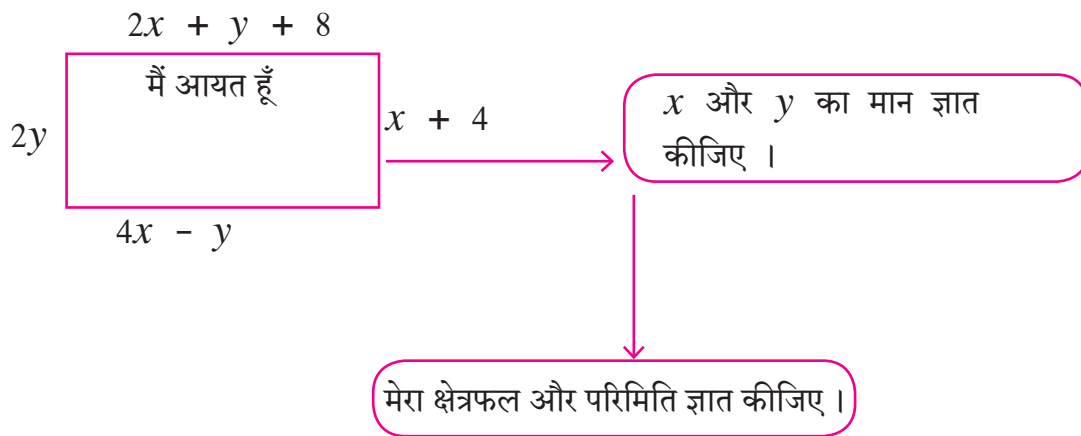 2x + y + 8
मैं आयत हूँ
2y
x + 4
4x - y
x और y का मान ज्ञात
कीजिए ।
मेरा क्षेत्रफल और परिमिति ज्ञात कीजिए ।